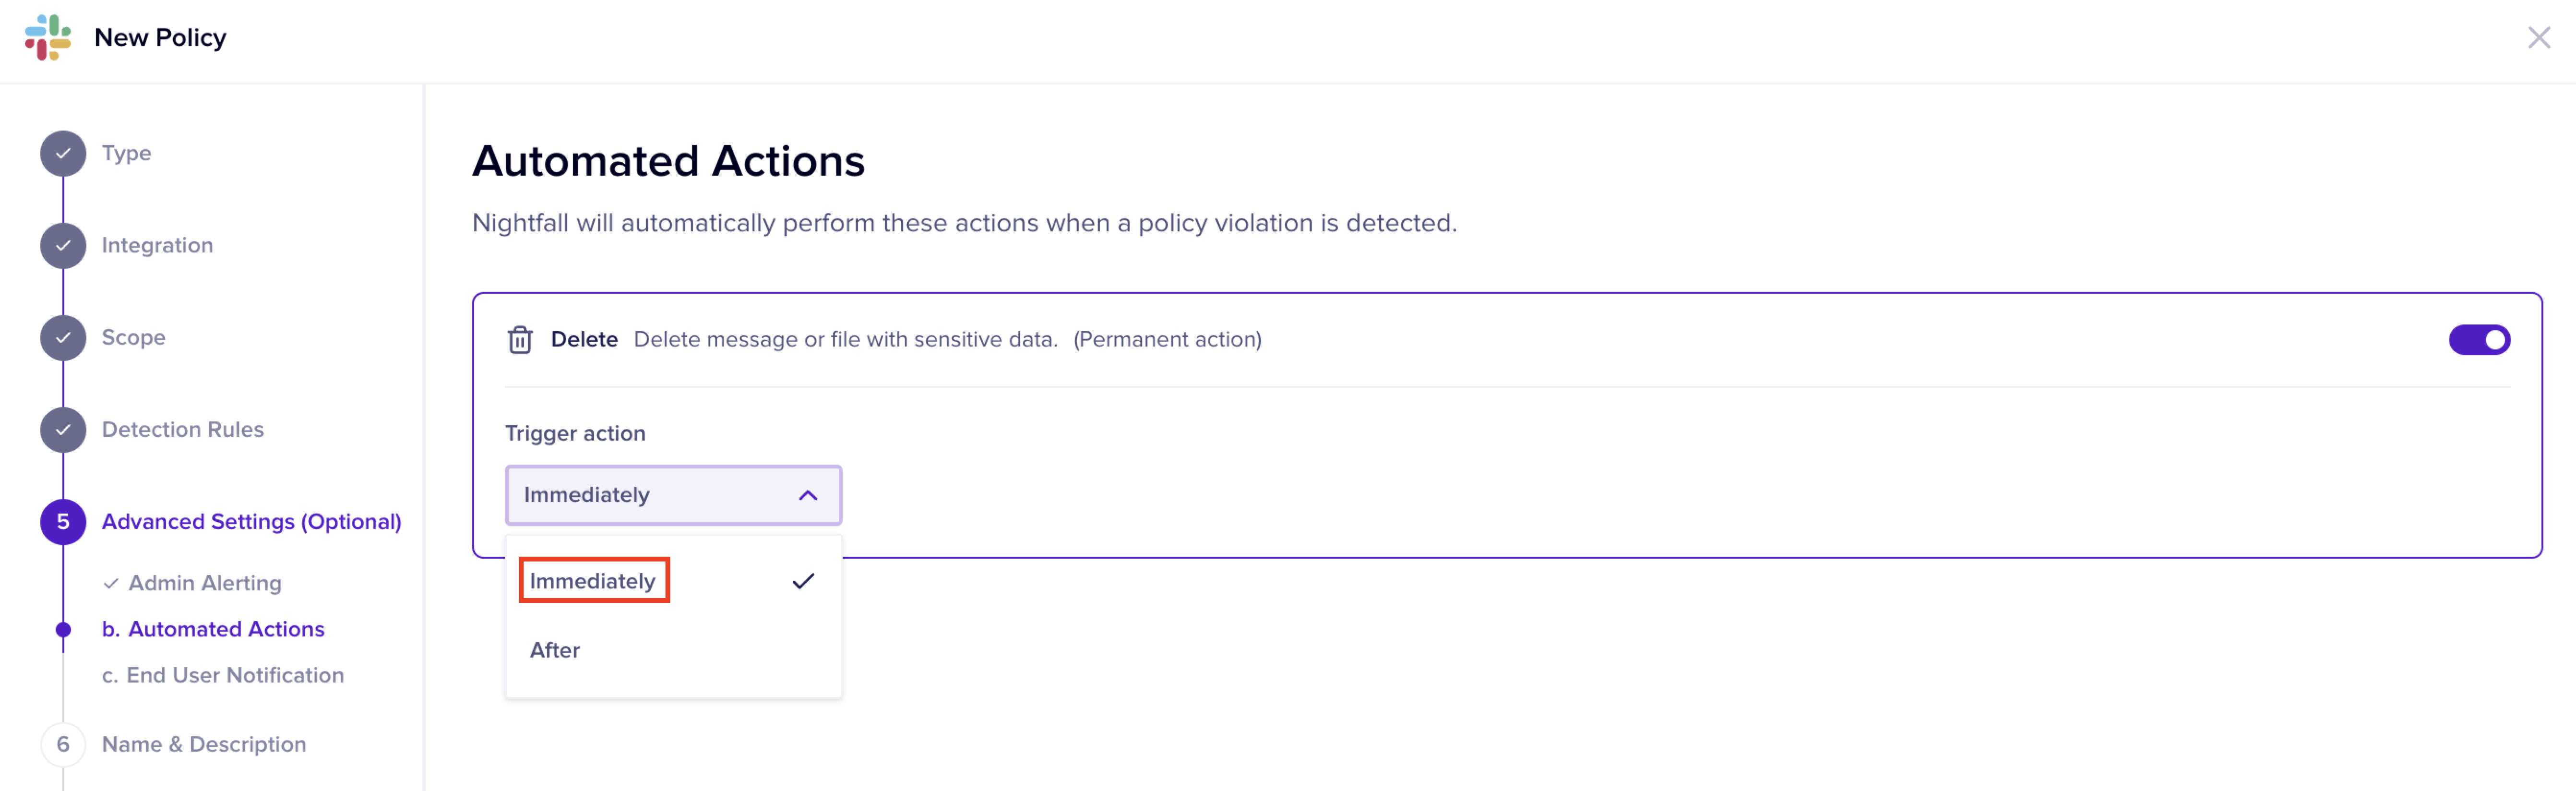 New Policy
Type
Integration
Scope
Detection Rules
5 Advanced Settings (Optional)
Admin Alerting
b. Automated Actions
c. End User Notification
6 Name & Description
Automated Actions
Nightfall will automatically perform these actions when a policy violation is detected.
Delete Delete message or file with sensitive data. (Permanent action)
Trigger action
Immediately
Immediately
After